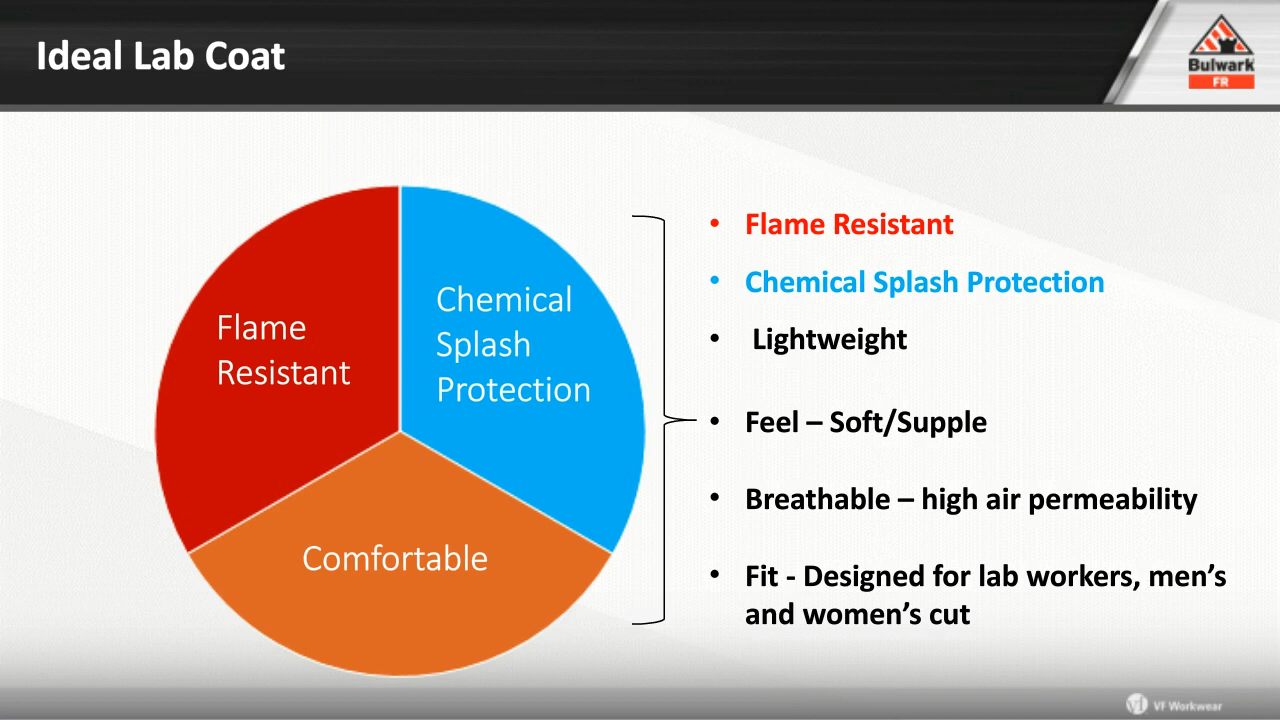 Ideal Lab Coat
Bulwark
FR
Flame
Resistant
Chemical
Splash
Protection
Comfortable
• Flame Resistant
• Chemical Splash Protection
• Lightweight
• Feel – Soft/Supple
• Breathable – high air permeability
• Fit - Designed for lab workers, men’s
and women’s cut
VF Workwear